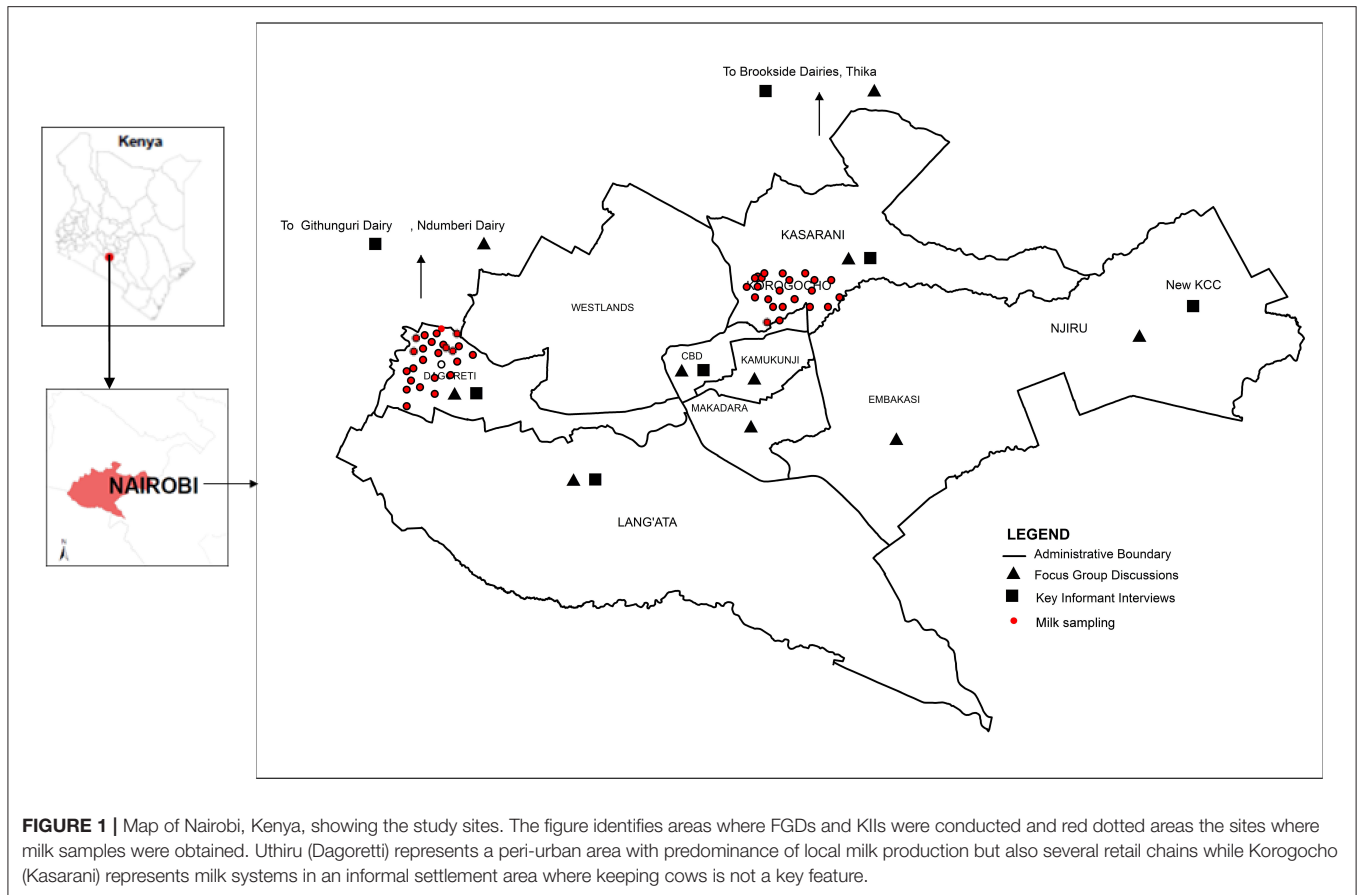 To Brookside Dairies, Thika
Kenya
To Githunguri Dairy , Ndumberi Dairy
KASARANI
KOROGOCHO
New KCC
WESTLANDS
NJIRU
CBD
KAMUKUNJI
DAGORETI
MAKADARA
EMBAKASI
NAIROBI
LANG'ATA
N
LEGEND
Administrative Boundary
Focus Group Discussions
Key Informant Interviews
Milk sampling
FIGURE 1 | Map of Nairobi, Kenya, showing the study sites. The figure identifies areas where FGDs and KIIs were conducted and red dotted areas the sites where
milk samples were obtained. Uthiru (Dagoretti) represents a peri-urban area with predominance of local milk production but also several retail chains while Korogocho
(Kasarani) represents milk systems in an informal settlement area where keeping cows is not a key feature.